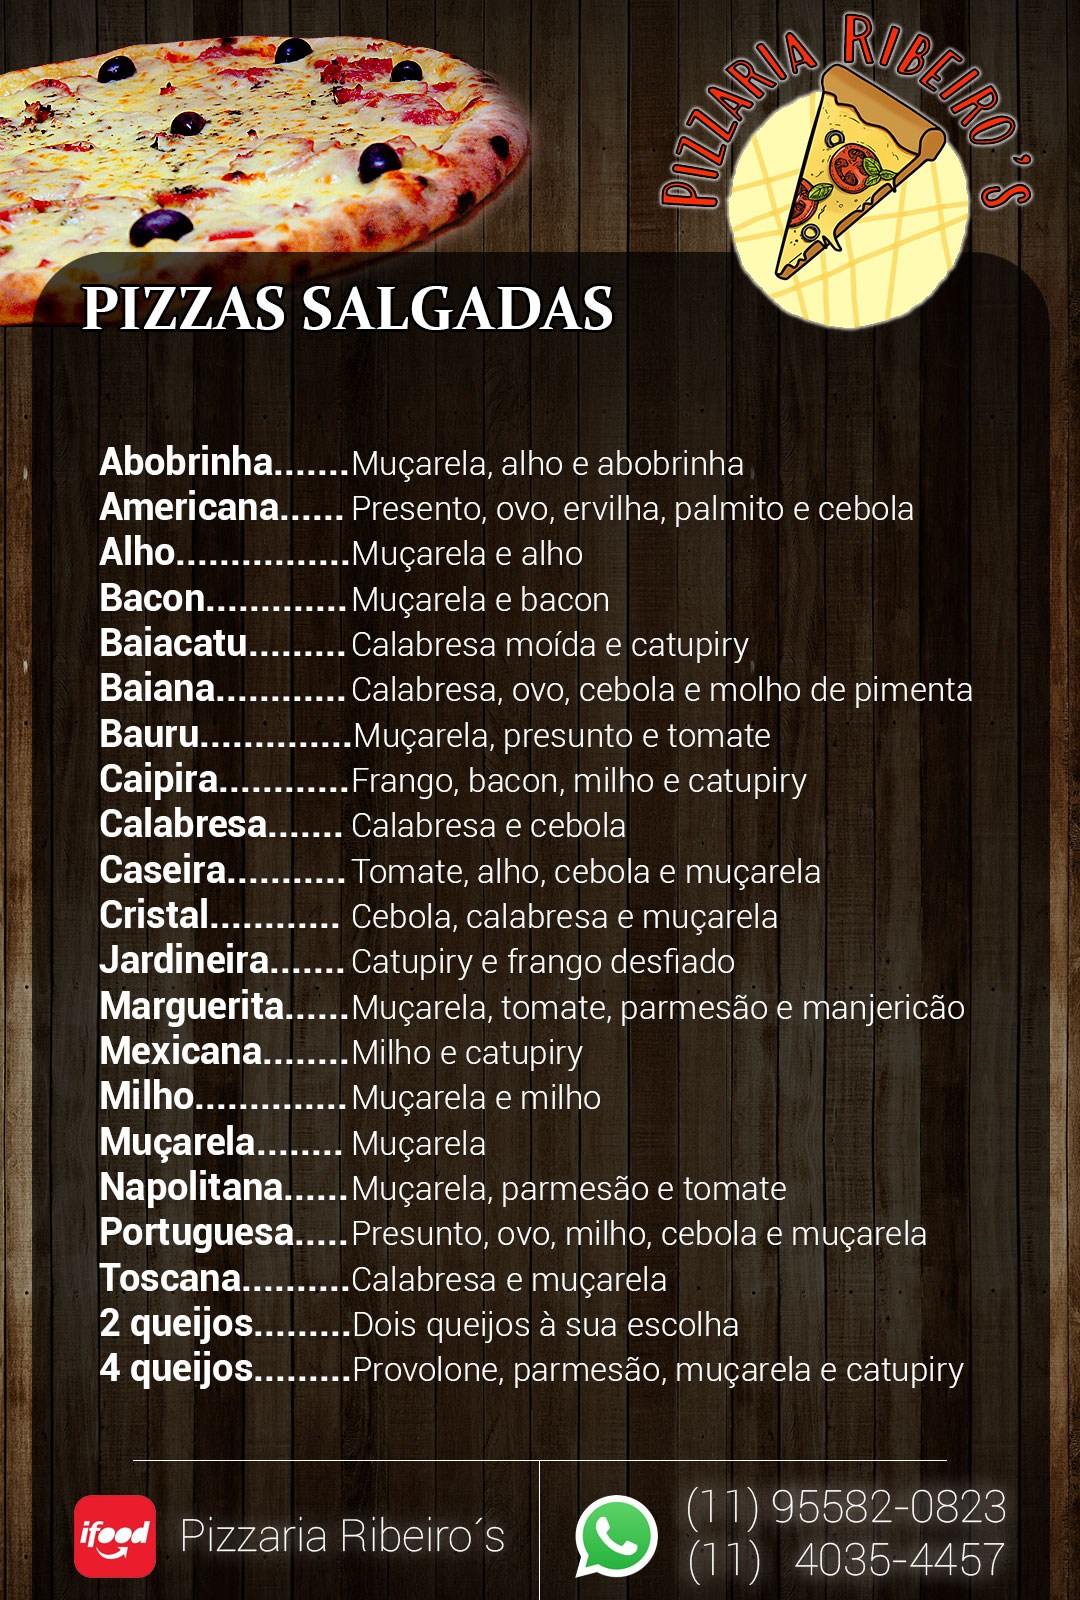 PIZZARIA RIBEIRO'S
PIZZAS SALGADAS
Abobrinha.......Muçarela, alho e abobrinha
Americana...... Presento, ovo, ervilha, palmito e cebola
Alho................Muçarela e alho
Bacon.............Muçarela e bacon
Baiacatu.........Calabresa moída e catupiry
Baiana............Calabresa, ovo, cebola e molho de pimenta
Bauru..............Muçarela, presunto e tomate
Caipira............Frango, bacon, milho e catupiry
Calabresa....... Calabresa e cebola
Caseira........... Tomate, alho, cebola e muçarela
Cristal............ Cebola, calabresa e muçarela
Jardineira....... Catupiry e frango desfiado
Marguerita......Muçarela, tomate, parmesão e manjericão
Mexicana........Milho e catupiry
Milho..............Muçarela e milho
Muçarela........ Muçarela
Napolitana......Muçarela, parmesão e tomate
Portuguesa.....Presunto, ovo, milho, cebola e muçarela
Toscana..........Calabresa e muçarela
2 queijos.........Dois queijos à sua escolha
4 queijos.........Provolone, parmesão, muçarela e catupiry
ifood
Pizzaria Ribeiro´s
(11) 95582-0823
(11) 4035-4457